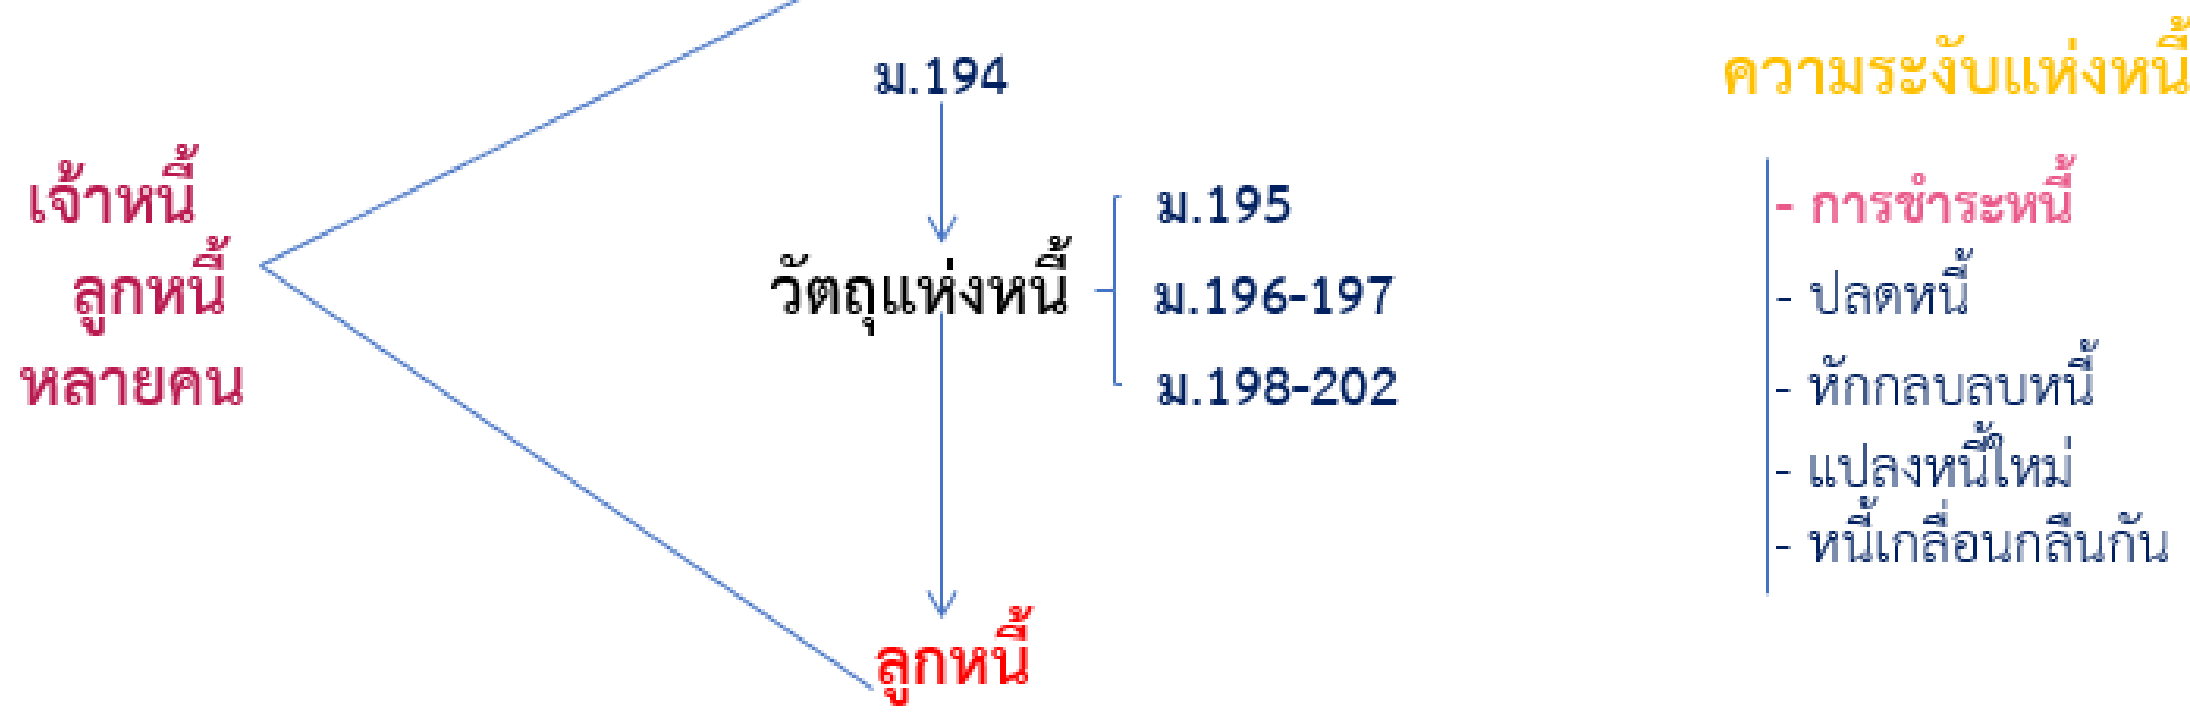 เจ้าหนี้
ลูกหนี้
หลายคน
ม.194
วัตถุแห่งหนี้
ม.195
ม.196-197
ม.198-202
ลูกหนี้
ความระงับแห่งหนี้
- การชำระหนี้
- ปลดหนี้
- หักกลบลบหนี้
- แปลงหนี้ใหม่
- หนี้เกลื่อนกลืนกัน